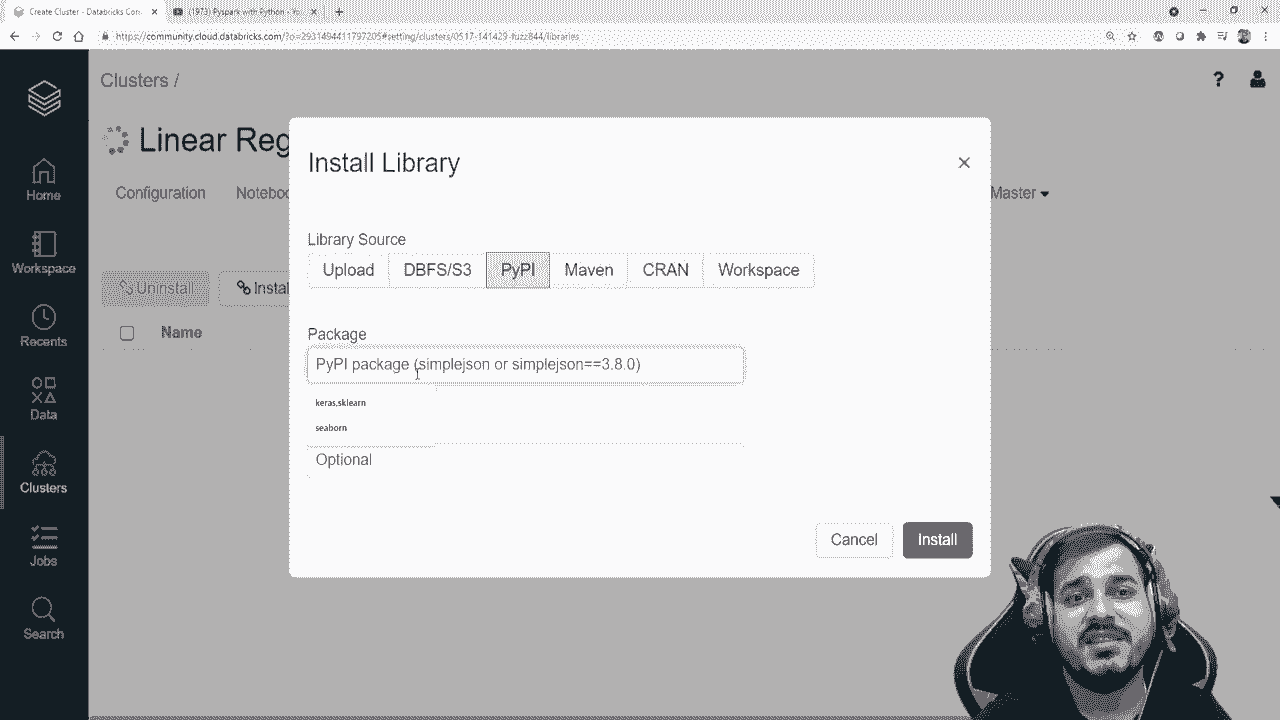 Create Cluster - Databricks Com
(1973) Pyspark with Python - Yo
https://community.cloud.databricks.com/?o=2931494411797205#setting/clusters/0517-141429-fuzz844/libraries
Clusters /
Linear Reg
Configuration
Noteboo
Master
Uninstall
Instal
Name
Home
Workspace
Recents
Data
Clusters
Jobs
Search
Install Library
Library Source
Upload
DBFS/S3
PyPI
Maven
CRAN
Workspace
Package
PyPI package (simplejson or simplejson==3.8.0)
keras,sklearn
seaborn
Optional
Cancel
Install